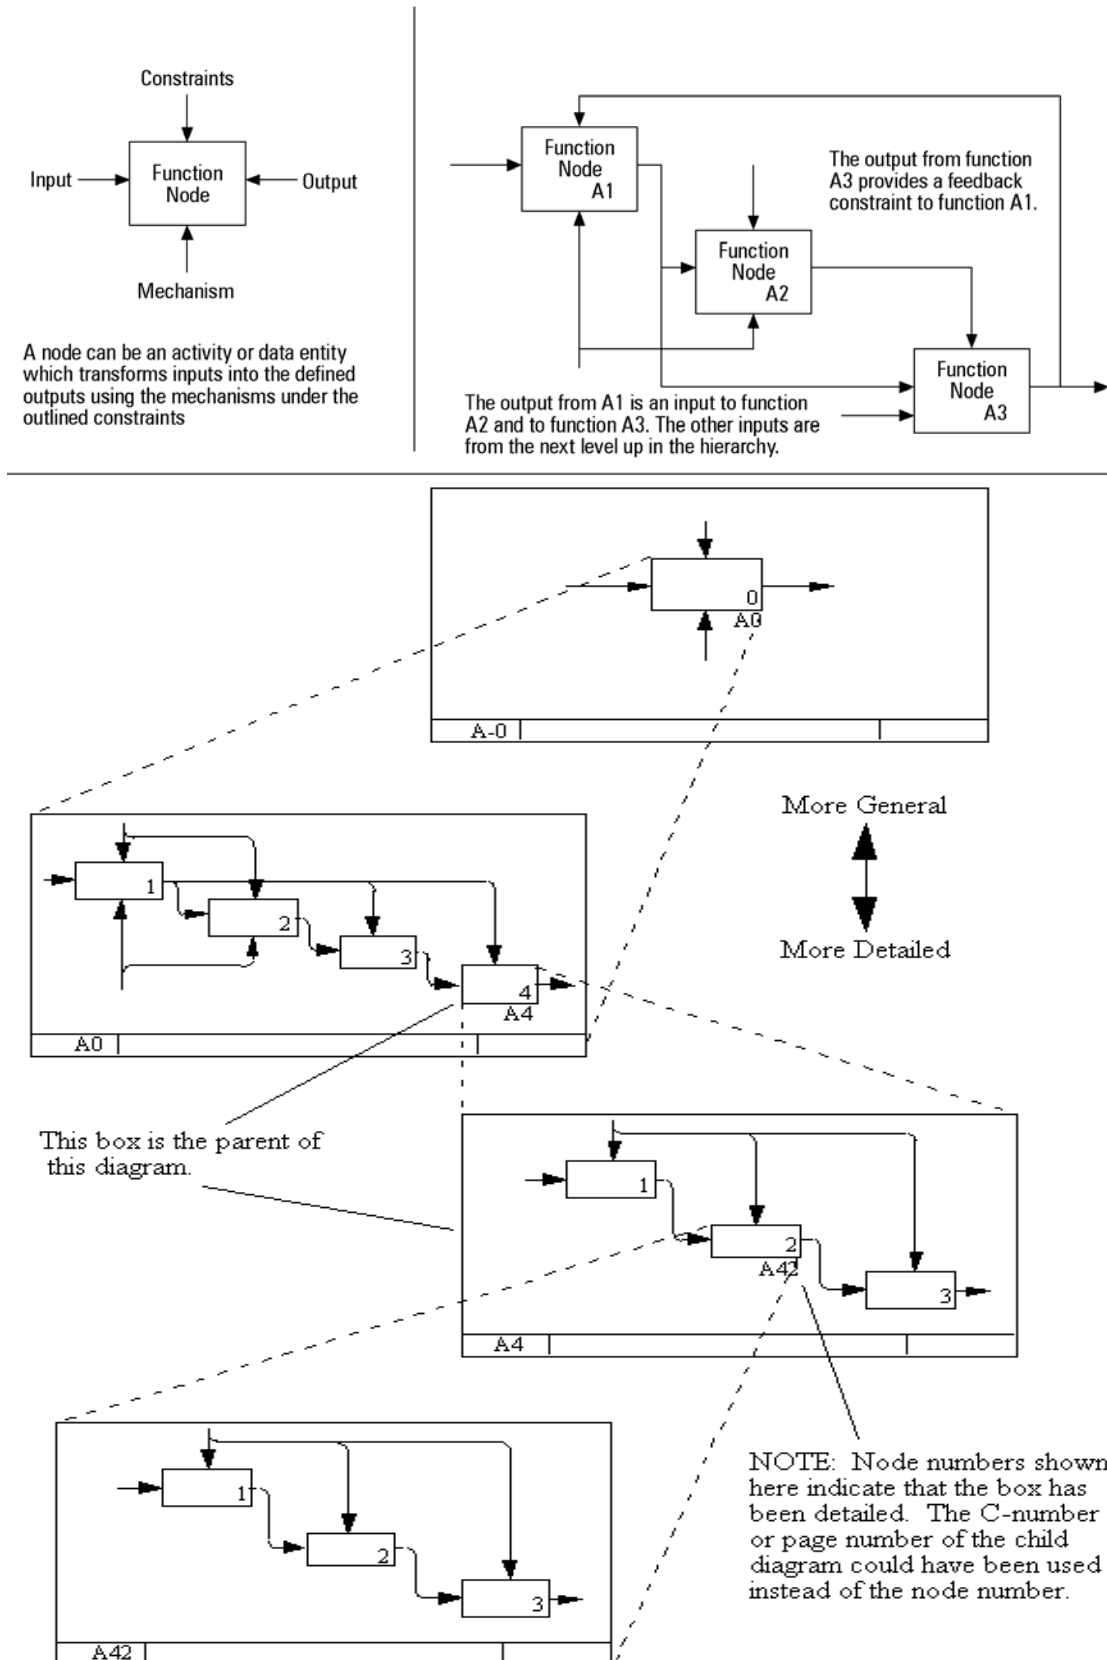 Constraints
Input
Function
Node
Output
Mechanism
A node can be an activity or data entity
which transforms inputs into the defined
outputs using the mechanisms under the
outlined constraints
Function
Node
A1
The output from function
A3 provides a feedback
constraint to function A1.
Function
Node
A2
Function
Node
A3
The output from A1 is an input to function
A2 and to function A3. The other inputs are
from the next level up in the hierarchy.
0
A0
A-0
More General
More Detailed
1
2
3
4
A4
A0
This box is the parent of
this diagram.
1
2
A42
3
A4
NOTE: Node numbers shown
here indicate that the box has
been detailed. The C-number
or page number of the child
diagram could have been used
instead of the node number.
1
2
3
A42